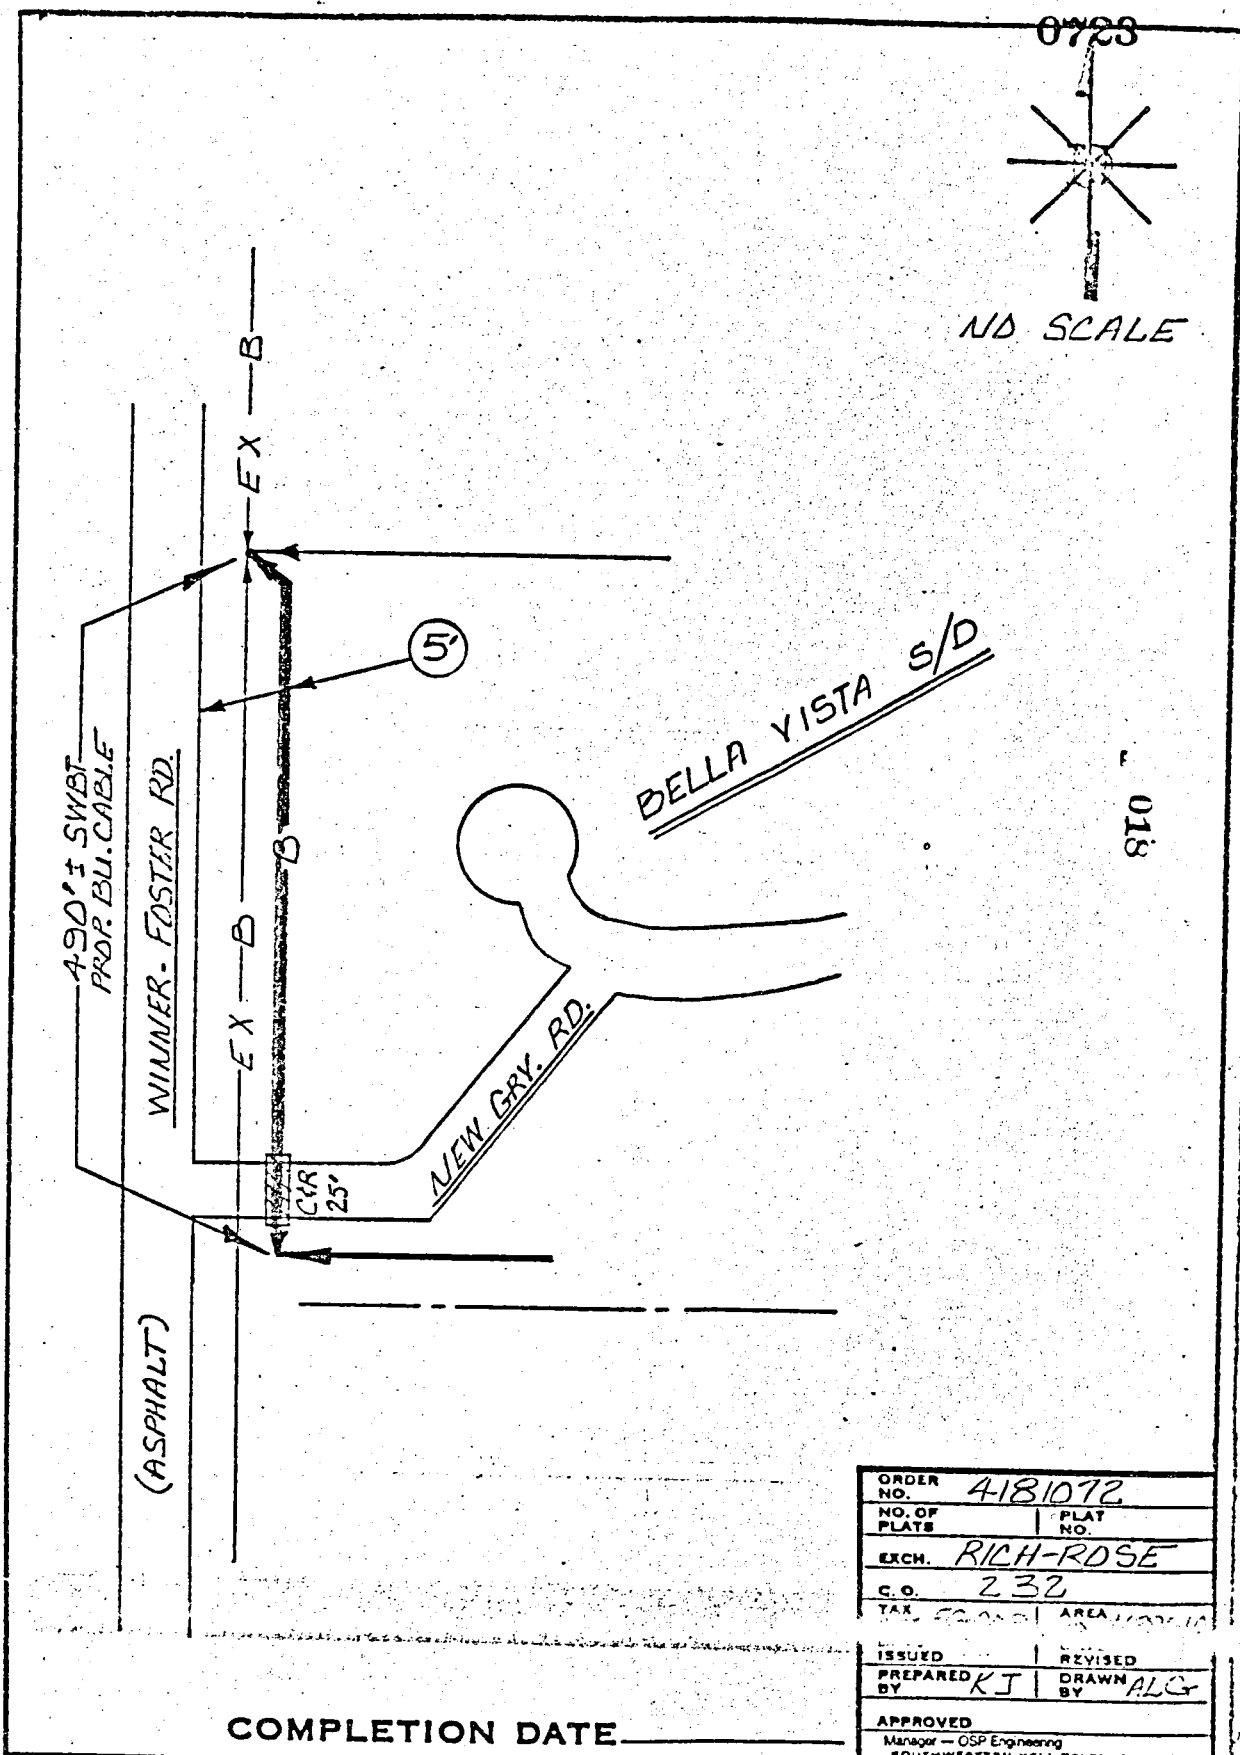 0723
NO SCALE
EX B
5'
BELLA VISTA S/D
490' ± SWBT
PROP. BU. CABLE
WINNER-FOSTER RD.
B
EX B
018
NEW GRV. RD.
C&R
25'
(ASPHALT)
ORDER NO. 4181072
NO. OF PLATS PLAT NO.
EXCH. RICH-ROSE
C.O. 232
TAX AREA
ISSUED REVISED
PREPARED BY KJ DRAWN BY ALG
APPROVED
Manager — OSP Engineering
COMPLETION DATE